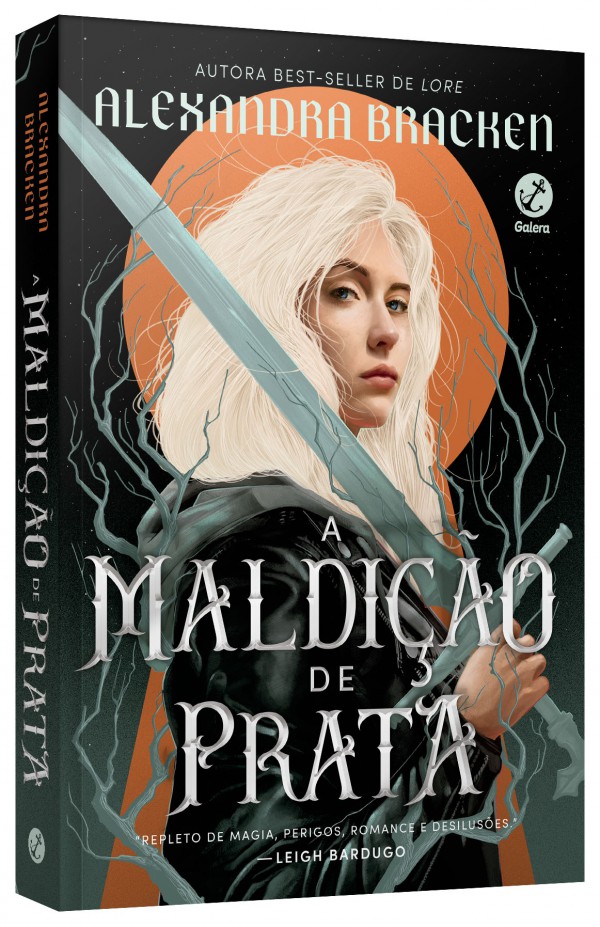 AUTORA BEST-SELLER DE LORE
ALEXANDRA BRACKEN
Galera
A
MALDIÇÃO
DE
PRATA
"REPLETO DE MAGIA, PERIGOS, ROMANCE E DESILUSÕES."
—LEIGH BARDUGO
ALEXANDRA
BRACKEN
A MALDIÇÃO DE PRATA